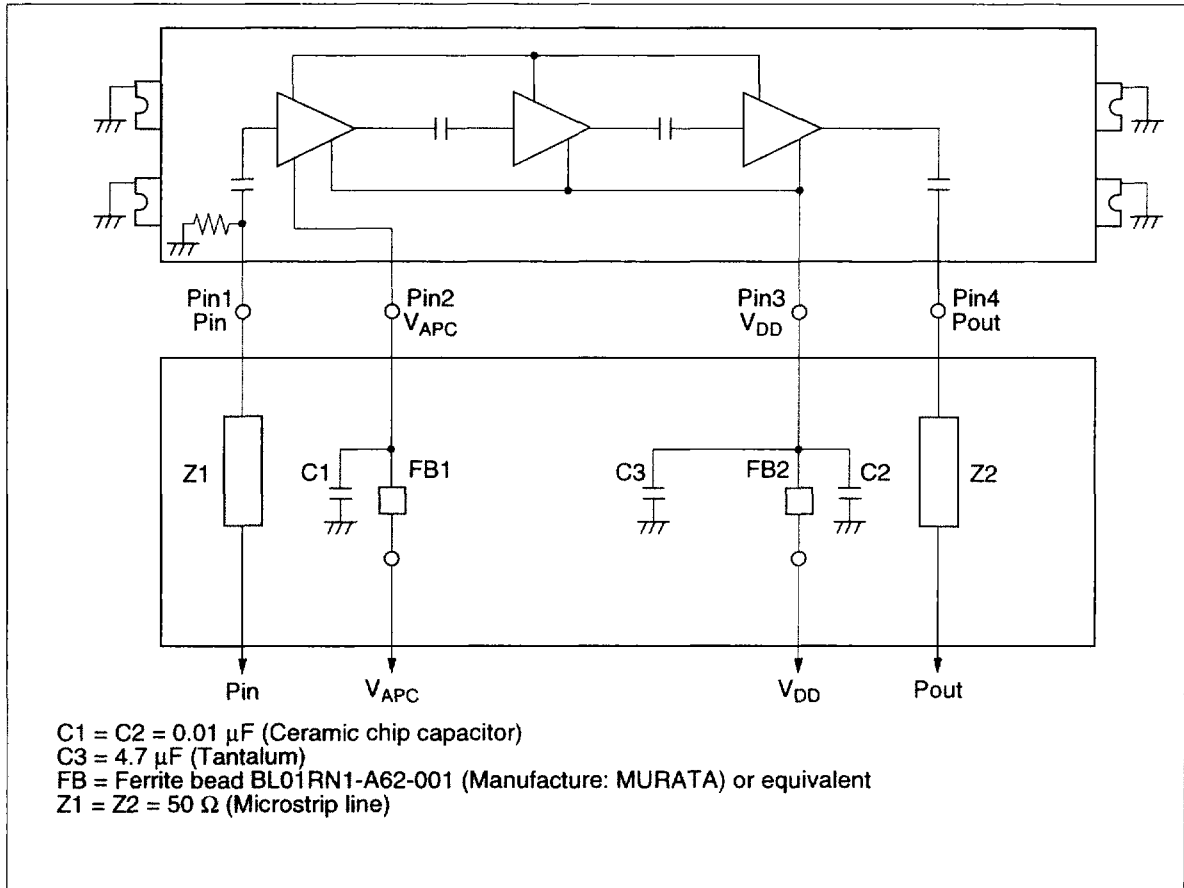 Pin1 Pin2 Pin3 Pin4
Pin VAPC VDD Pout
Z1 C1 FB1 C3 FB2 C2 Z2
Pin VAPC VDD Pout
C1 = C2 = 0.01 µF (Ceramic chip capacitor)
C3 = 4.7 µF (Tantalum)
FB = Ferrite bead BL01RN1-A62-001 (Manufacture: MURATA) or equivalent
Z1 = Z2 = 50 Ω (Microstrip line)